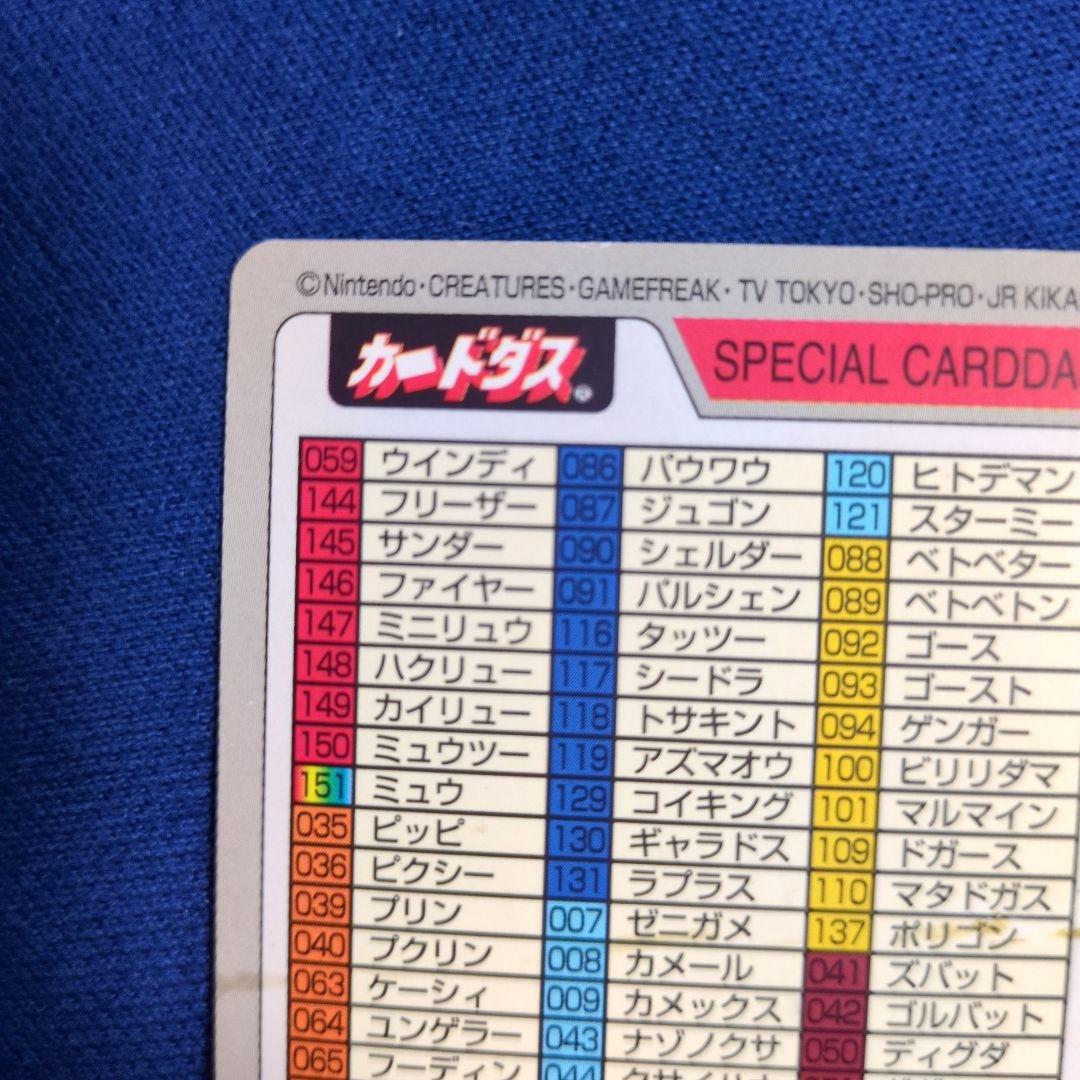 ©Nintendo・CREATURES・GAMEFREAK・TV TOKYO・SHO-PRO・JR KIKA
カードダス®
SPECIAL CARDDA
059 ウインディ 086 パウワウ 120 ヒトデマン
144 フリーザー 087 ジュゴン 121 スターミー
145 サンダー 090 シェルダー 088 ベトベター
146 ファイヤー 091 パルシェン 089 ベトベトン
147 ミニリュウ 116 タッツー 092 ゴース
148 ハクリュー 117 シードラ 093 ゴースト
149 カイリュー 118 トサキント 094 ゲンガー
150 ミュウツー 119 アズマオウ 100 ビリリダマ
151 ミュウ 129 コイキング 101 マルマイン
035 ピッピ 130 ギャラドス 109 ドガース
036 ピクシー 131 ラプラス 110 マタドガス
039 プリン 007 ゼニガメ 137 ポリゴン
040 プクリン 008 カメール 041 ズバット
063 ケーシィ 009 カメックス 042 ゴルバット
064 ユンゲラー 043 ナゾノクサ 050 ディグダ
065 フーディン 044